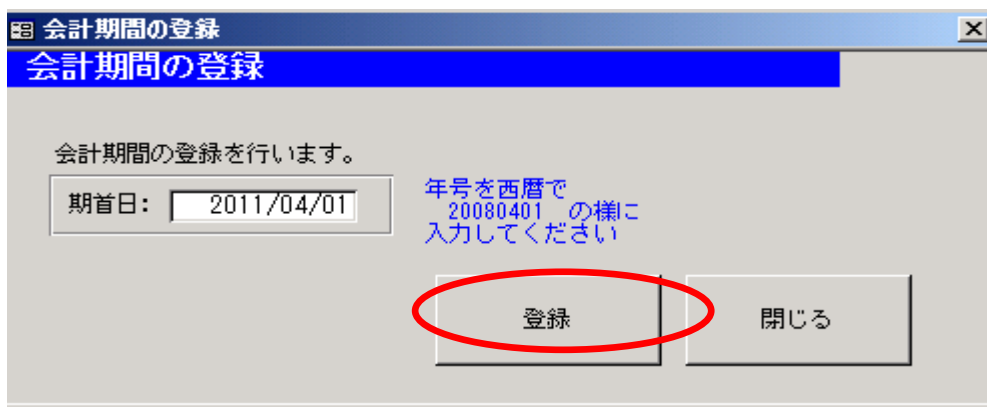 会計期間の登録
会計期間の登録
会計期間の登録を行います。
期首日: 2011/04/01
年号を西暦で
20080401 の様に
入力してください
登録
閉じる